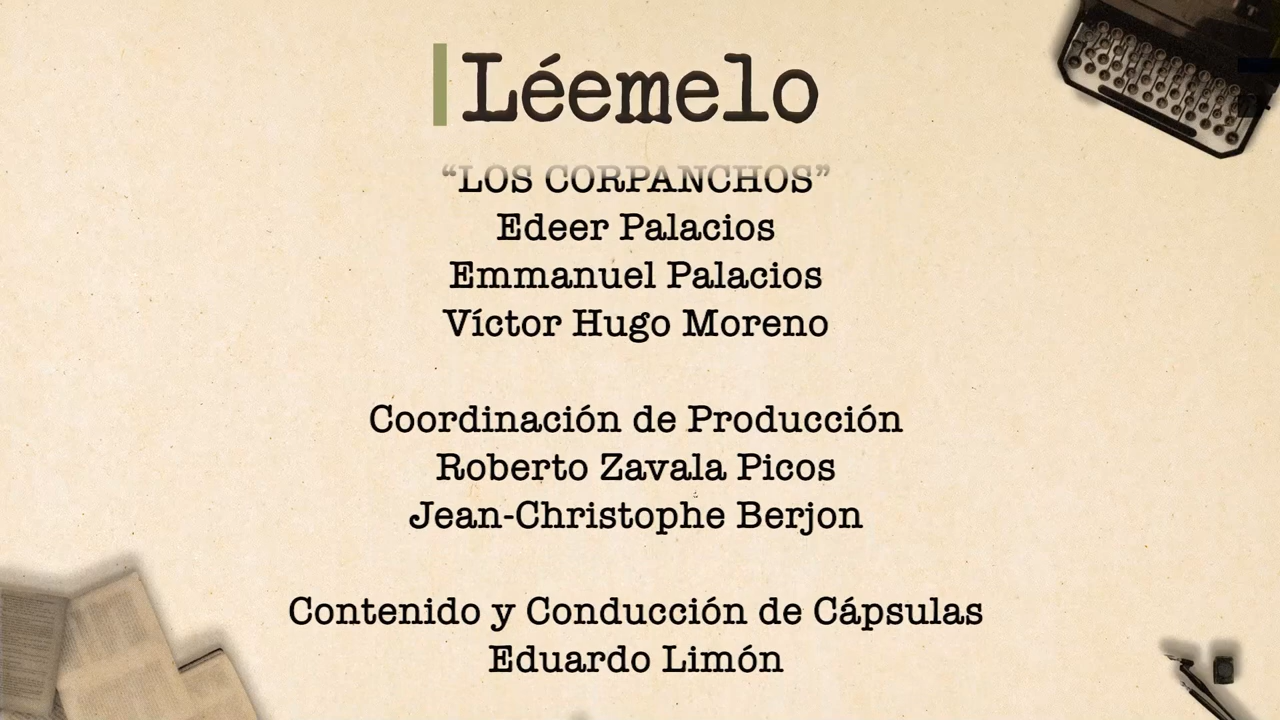 Léemelo
“LOS CORPANCHOS”
Edeer Palacios
Emmanuel Palacios
Víctor Hugo Moreno
Coordinación de Producción
Roberto Zavala Picos
Jean-Christophe Berjon
Contenido y Conducción de Cápsulas
Eduardo Limón